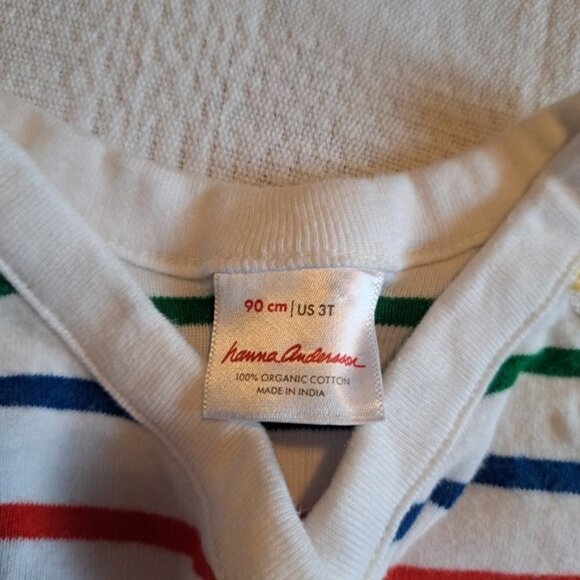 90 cm | US 3T
hanna Andersson
100% ORGANIC COTTON
MADE IN INDIA